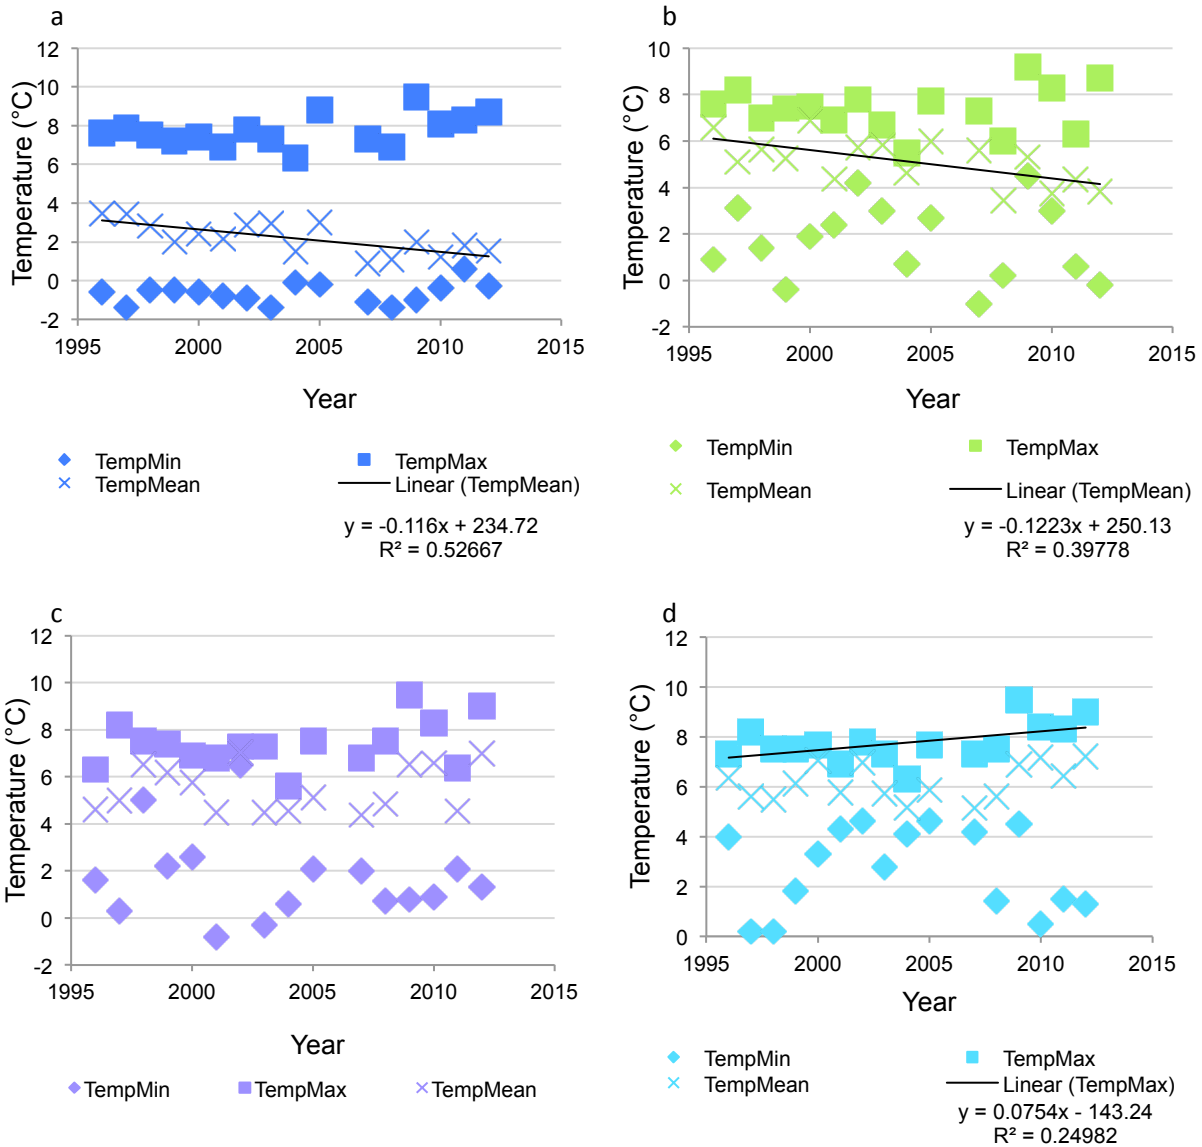 a
12
10
8
6
4
2
0
-2
Temperature (°C)
1995 2000 2005 2010 2015
Year
TempMin TempMax
TempMean Linear (TempMean)
y = -0.116x + 234.72
R² = 0.52667
b
10
8
6
4
2
0
-2
Temperature (°C)
1995 2000 2005 2010 2015
Year
TempMin TempMax
TempMean Linear (TempMean)
y = -0.1223x + 250.13
R² = 0.39778
c
12
10
8
6
4
2
0
-2
Temperature (°C)
1995 2000 2005 2010 2015
Year
TempMin TempMax TempMean
d
12
10
8
6
4
2
0
Temperature (°C)
1995 2000 2005 2010 2015
Year
TempMin TempMax
TempMean Linear (TempMax)
y = 0.0754x - 143.24
R² = 0.24982